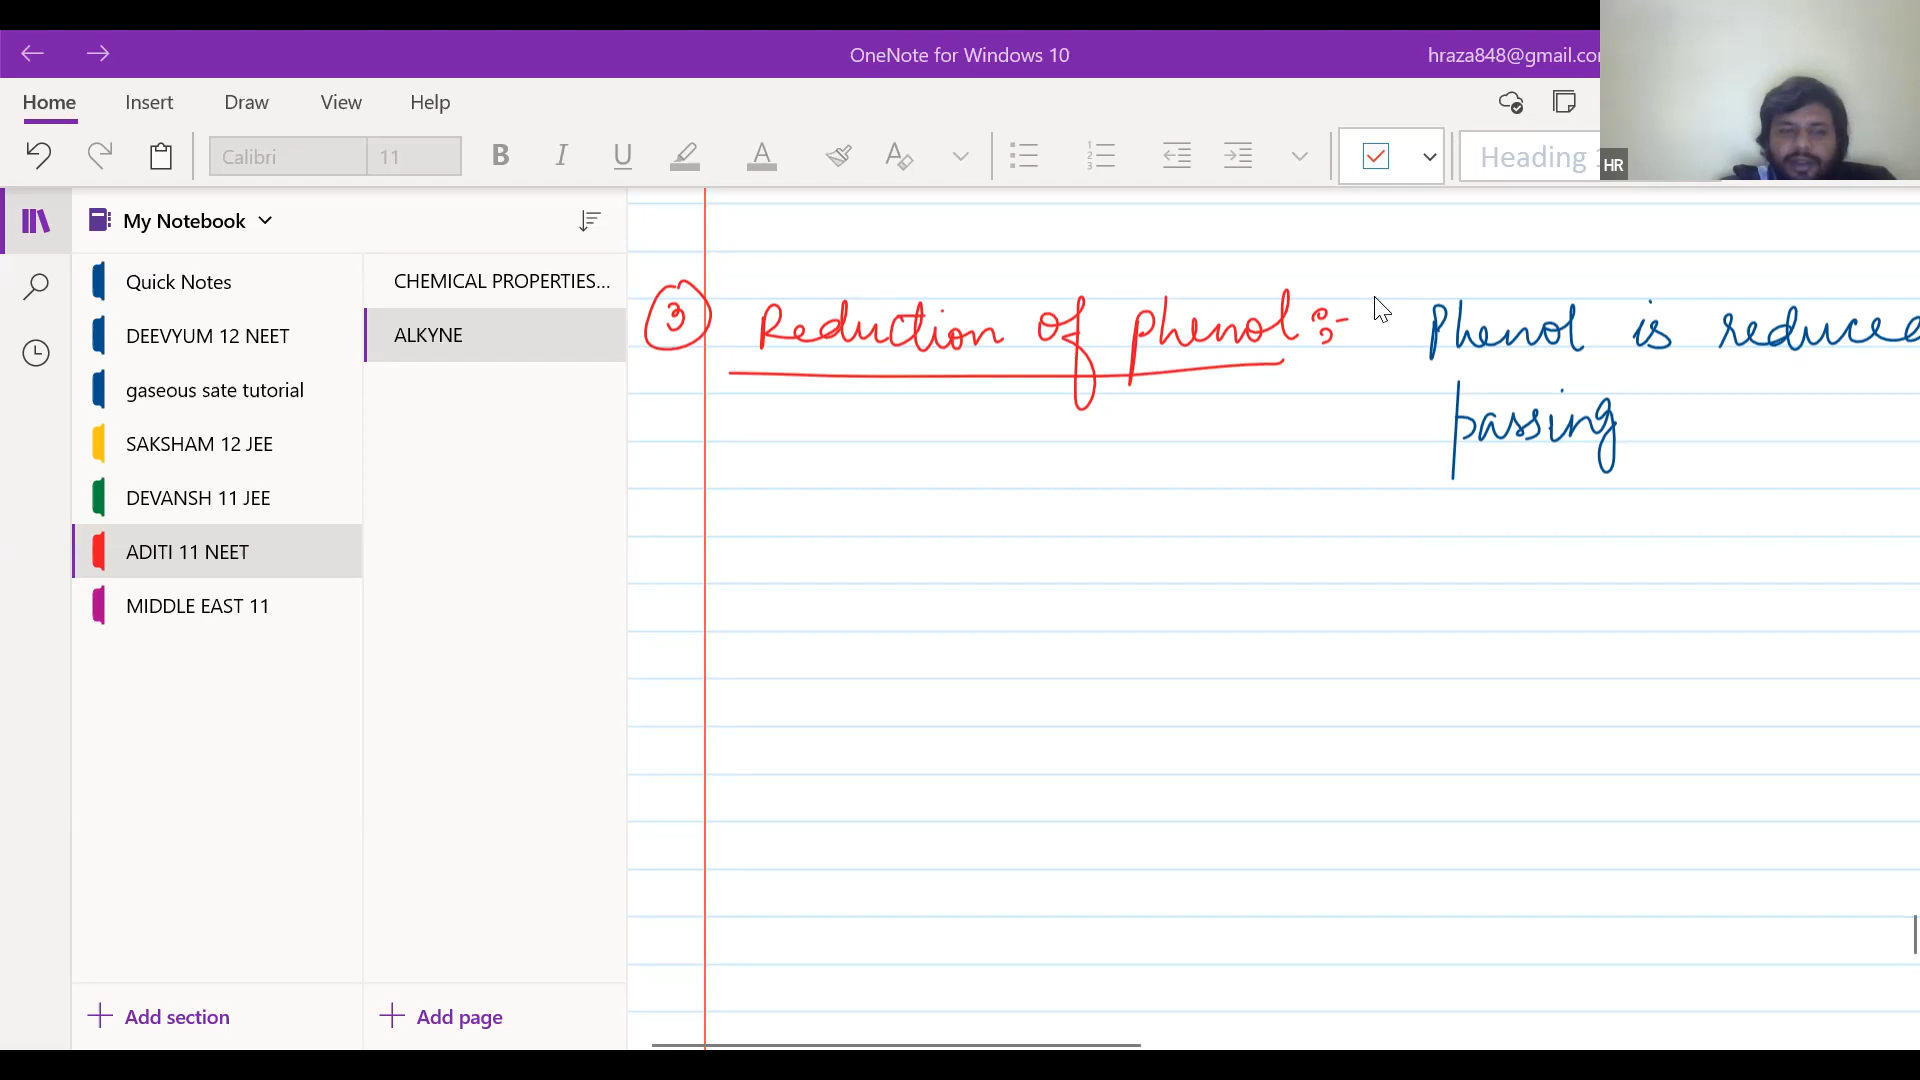 OneNote for Windows 10
hraza848@gmail.co
Home Insert Draw View Help
Calibri 11 B I U A Heading
HR
My Notebook
Quick Notes
DEEVYUM 12 NEET
gaseous sate tutorial
SAKSHAM 12 JEE
DEVANSH 11 JEE
ADITI 11 NEET
MIDDLE EAST 11
CHEMICAL PROPERTIES...
ALKYNE
③ Reduction of phenol :- Phenol is reduced
passing
Add section
Add page